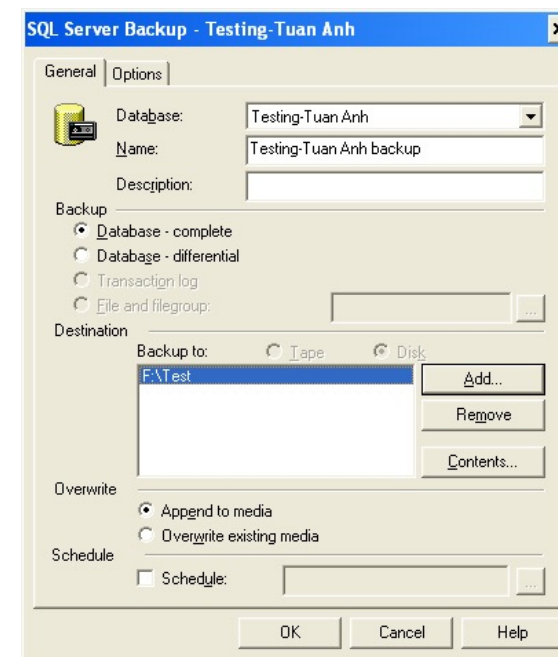 SQL Server Backup - Testing-Tuan Anh
General Options
Database: Testing-Tuan Anh
Name: Testing-Tuan Anh backup
Description:
Backup
Database - complete
Database - differential
Transaction log
File and filegroup: ...
Destination
Backup to: Tape Disk
F:\Test
Add...
Remove
Contents...
Overwrite
Append to media
Overwrite existing media
Schedule
Schedule: ...
OK Cancel Help